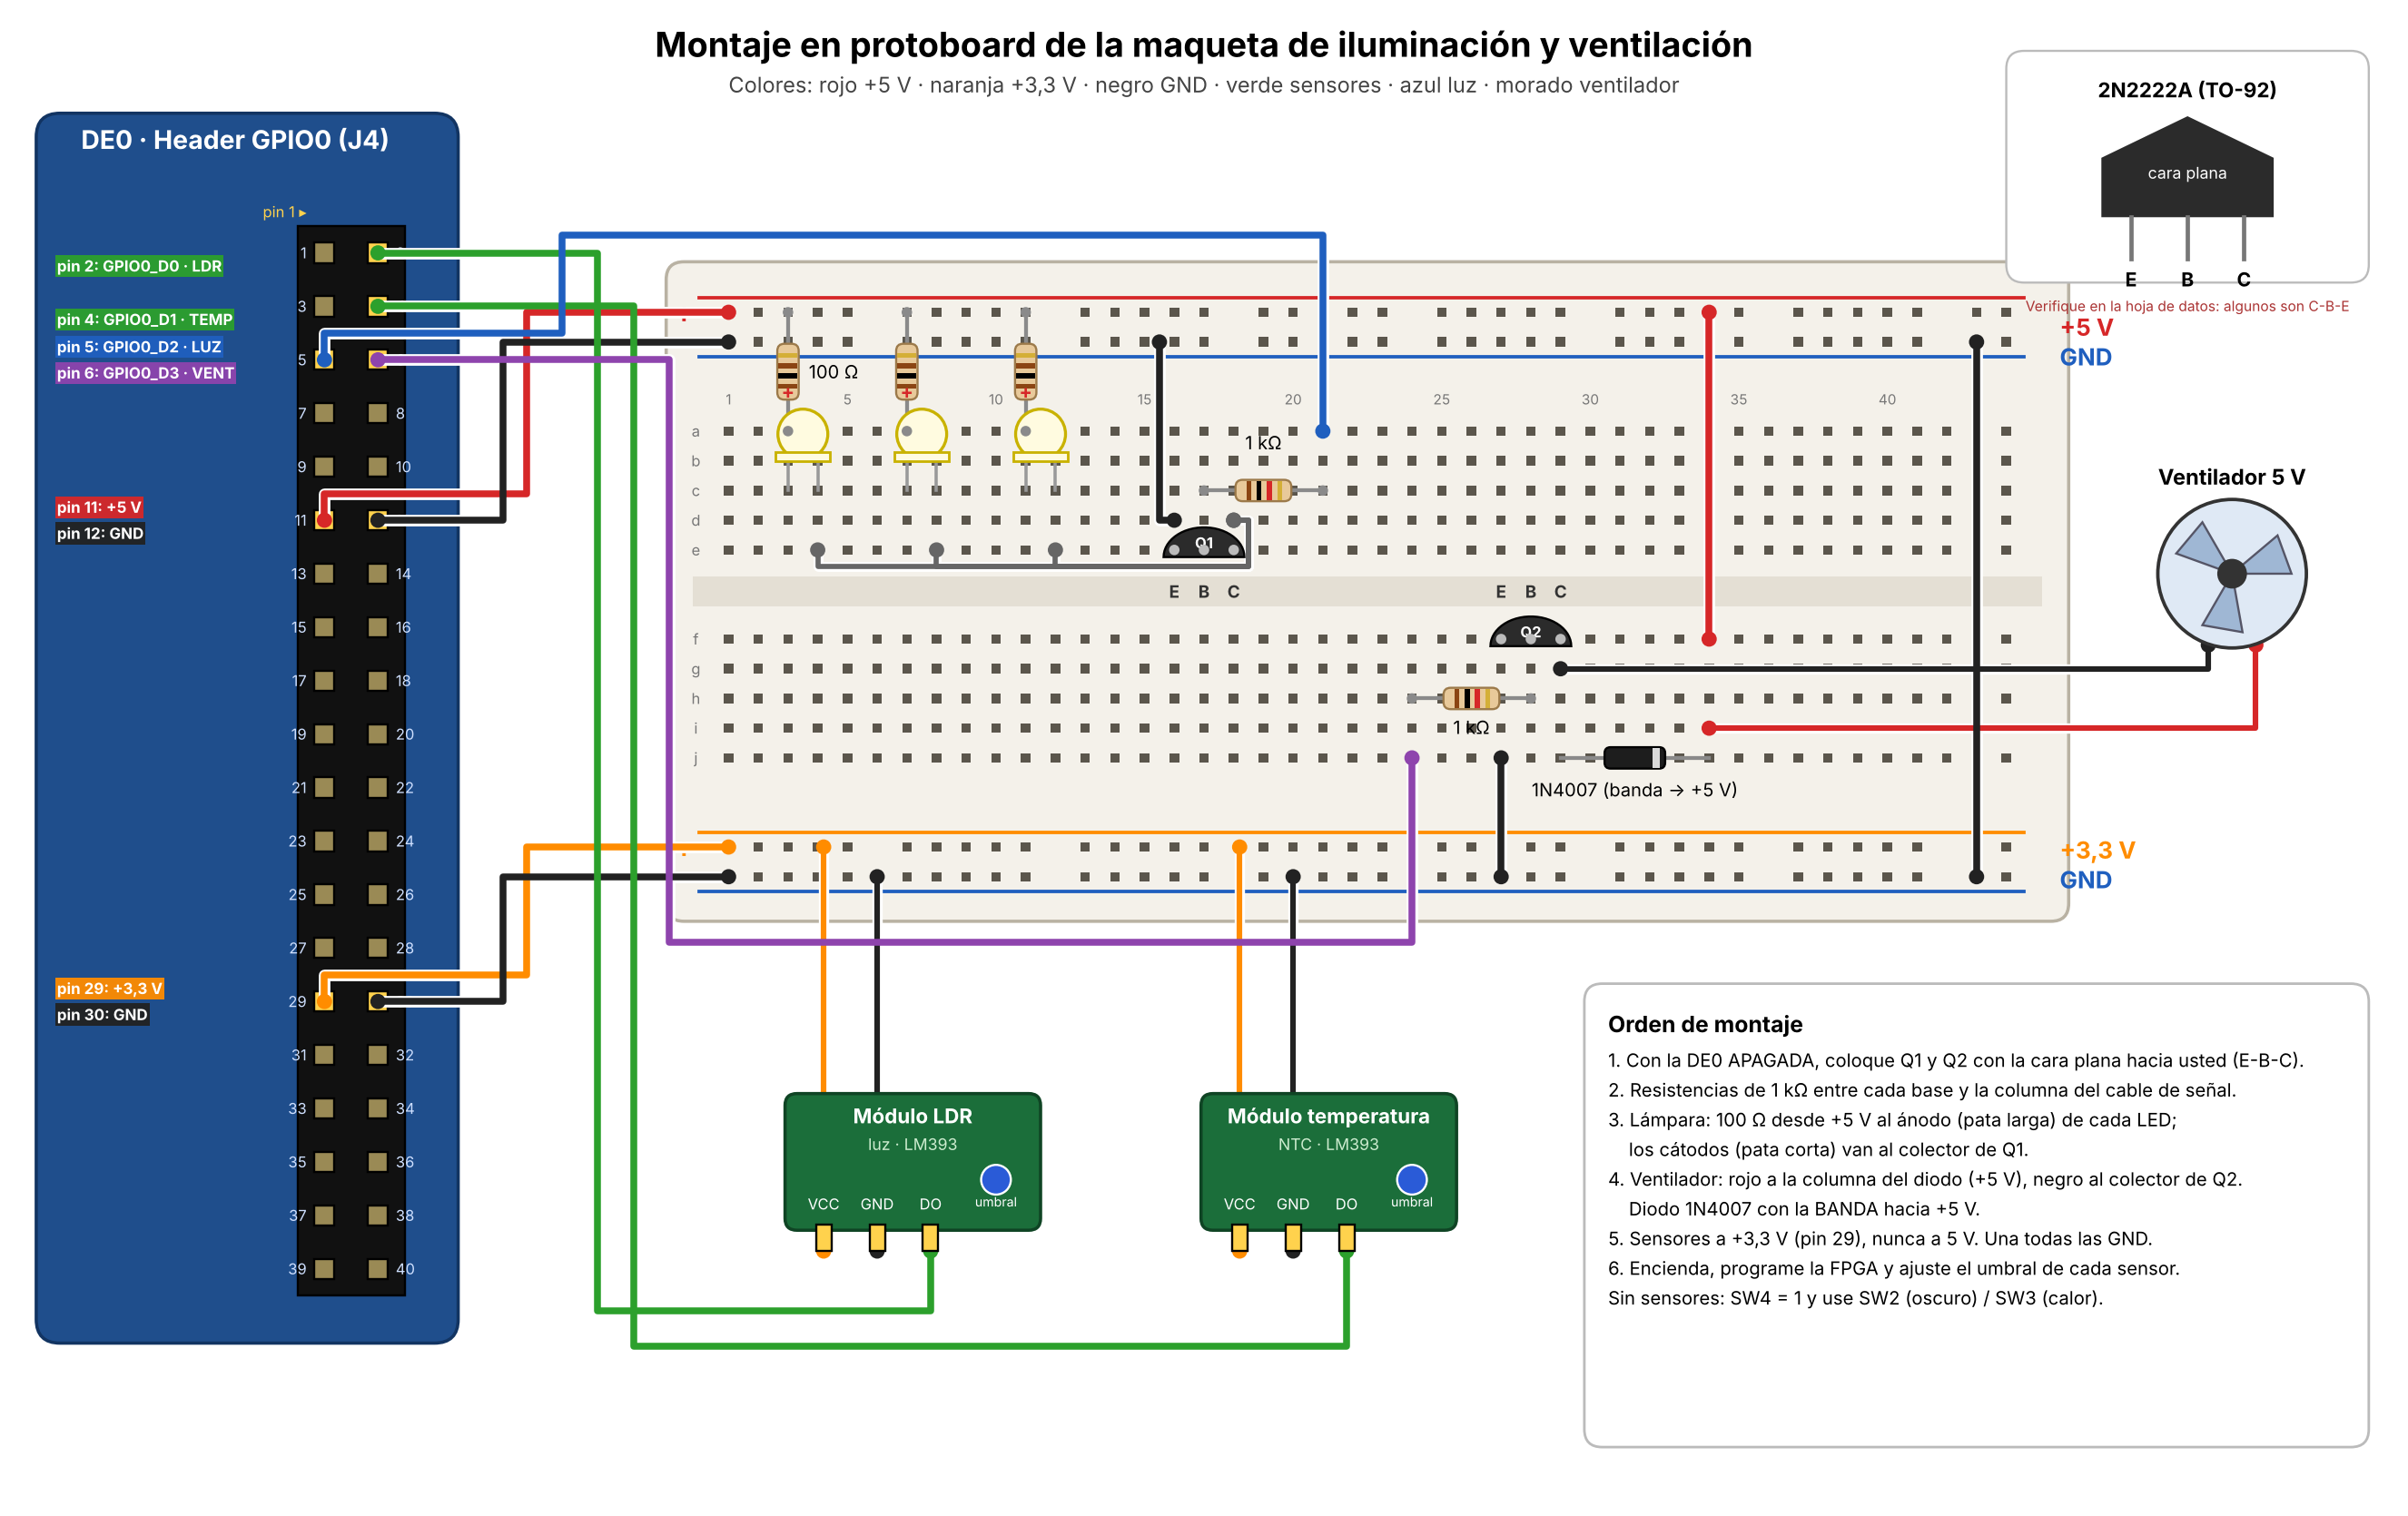 Montaje en protoboard de la maqueta de iluminación y ventilación
Colores: rojo +5 V · naranja +3,3 V · negro GND · verde sensores · azul luz · morado ventilador
DE0 · Header GPIO0 (J4)
pin 1 ▸
pin 2: GPIO0_D0 · LDR
pin 4: GPIO0_D1 · TEMP
pin 5: GPIO0_D2 · LUZ
pin 6: GPIO0_D3 · VENT
pin 11: +5 V
pin 12: GND
pin 29: +3,3 V
pin 30: GND
1
3
5
7 8
9 10
11
13 14
15 16
17 18
19 20
21 22
23 24
25 26
27 28
29
31 32
33 34
35 36
37 38
39 40
2N2222A (TO-92)
cara plana
E B C
Verifique en la hoja de datos: algunos son C-B-E
+5 V
GND
100 Ω
1 5 10 15 20 25 30 35 40
a
b
c
d
e
1 kΩ
Q1
E B C
E B C
Q2
f
g
h
i
j
1 kΩ
1N4007 (banda → +5 V)
Ventilador 5 V
+3,3 V
GND
Módulo LDR
luz · LM393
VCC GND DO umbral
Módulo temperatura
NTC · LM393
VCC GND DO umbral
Orden de montaje
1. Con la DE0 APAGADA, coloque Q1 y Q2 con la cara plana hacia usted (E-B-C).
2. Resistencias de 1 kΩ entre cada base y la columna del cable de señal.
3. Lámpara: 100 Ω desde +5 V al ánodo (pata larga) de cada LED;
los cátodos (pata corta) van al colector de Q1.
4. Ventilador: rojo a la columna del diodo (+5 V), negro al colector de Q2.
Diodo 1N4007 con la BANDA hacia +5 V.
5. Sensores a +3,3 V (pin 29), nunca a 5 V. Una todas las GND.
6. Encienda, programe la FPGA y ajuste el umbral de cada sensor.
Sin sensores: SW4 = 1 y use SW2 (oscuro) / SW3 (calor).